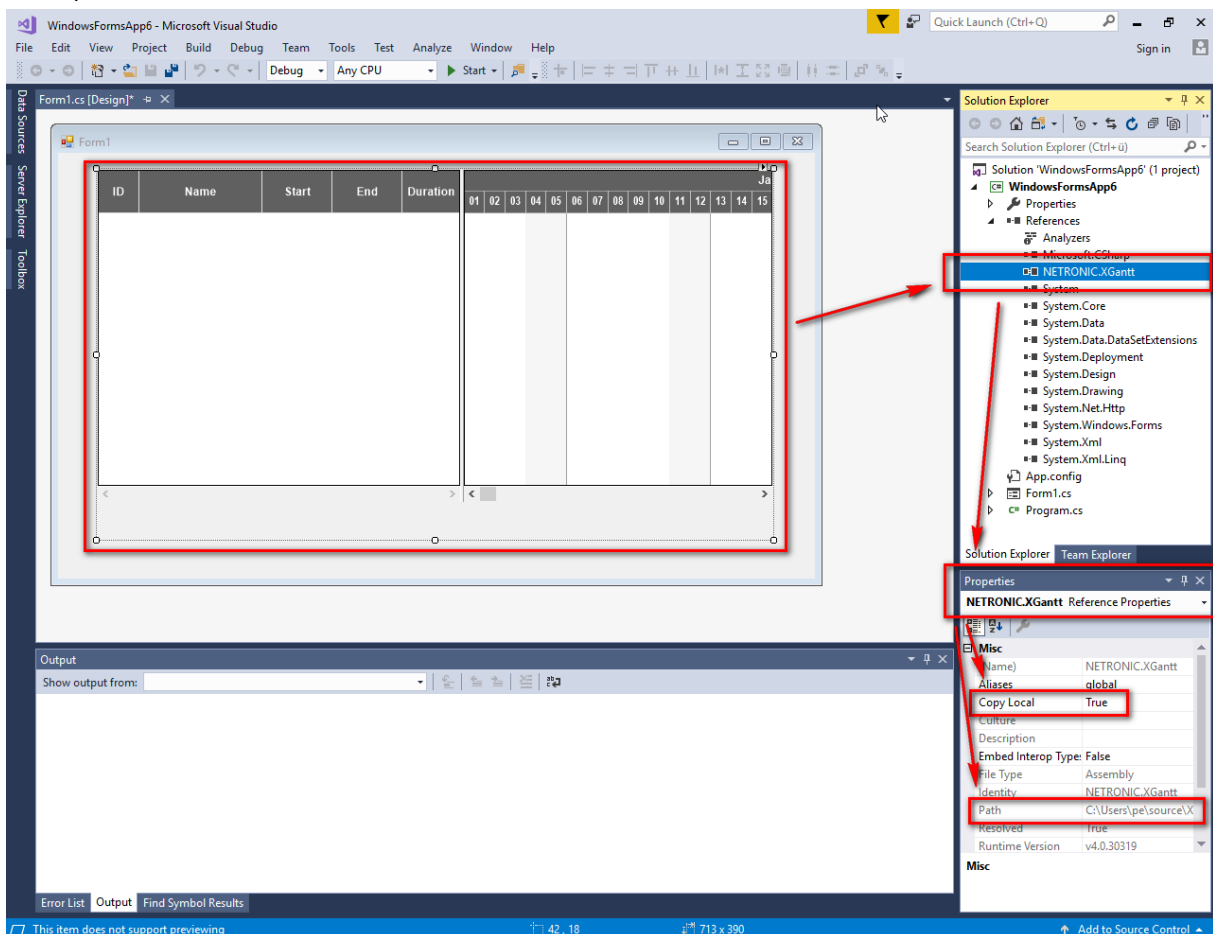 WindowsFormsApp6 - Microsoft Visual Studio
Quick Launch (Ctrl+Q)
File Edit View Project Build Debug Team Tools Test Analyze Window Help
Sign in
Debug Any CPU Start
Data Sources
Server Explorer
Toolbox
Form1.cs [Design]*
Form1
ID Name Start End Duration
Ja
01 02 03 04 05 06 07 08 09 10 11 12 13 14 15
Solution Explorer
Search Solution Explorer (Ctrl+ü)
Solution 'WindowsFormsApp6' (1 project)
WindowsFormsApp6
Properties
References
Analyzers
Microsoft.CSharp
NETRONIC.XGantt
System
System.Core
System.Data
System.Data.DataSetExtensions
System.Deployment
System.Design
System.Drawing
System.Net.Http
System.Windows.Forms
System.Xml
System.Xml.Linq
App.config
Form1.cs
Program.cs
Solution Explorer Team Explorer
Properties
NETRONIC.XGantt Reference Properties
Misc
(Name) NETRONIC.XGantt
Aliases global
Copy Local True
Culture
Description
Embed Interop Type: False
File Type Assembly
Identity NETRONIC.XGantt
Path C:\Users\pe\source\X
Resolved True
Runtime Version v4.0.30319
Misc
Output
Show output from:
Error List Output Find Symbol Results
This item does not support previewing
42 , 18
713 x 390
Add to Source Control